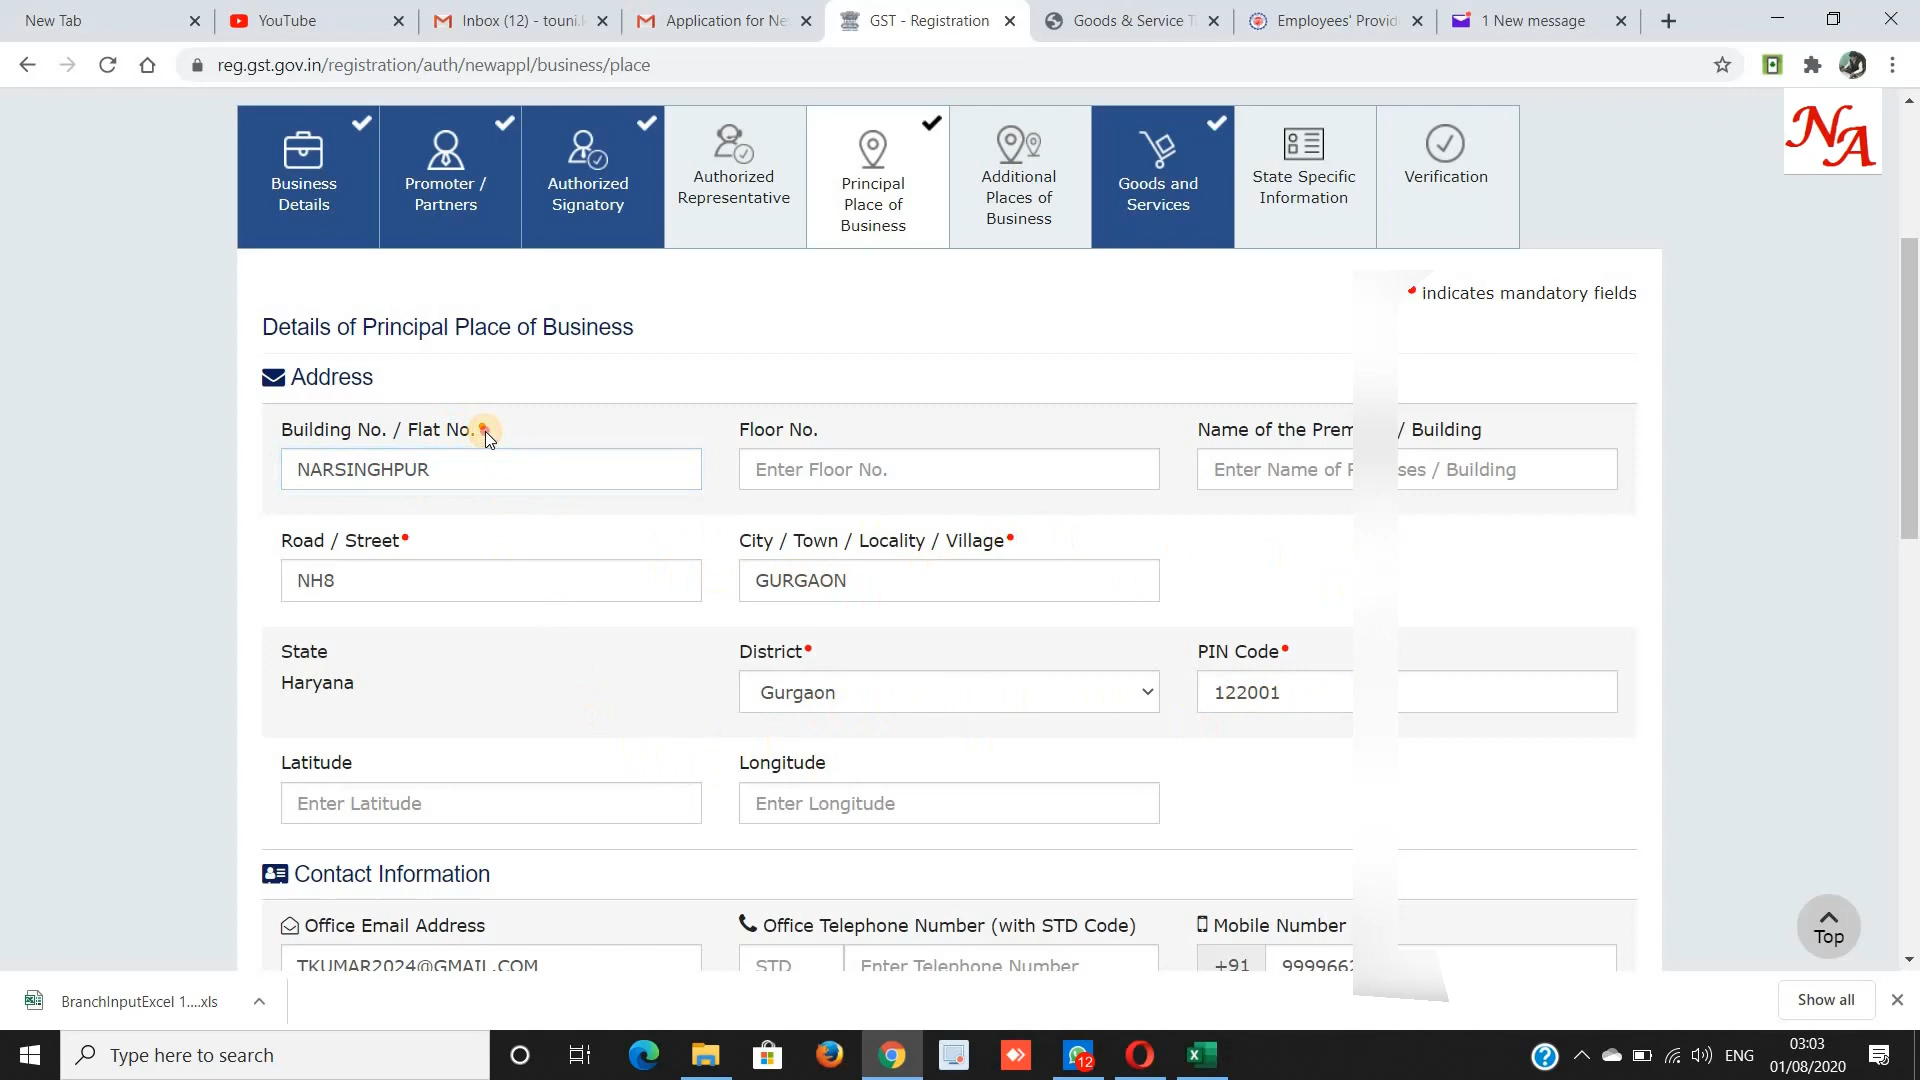 New Tab
YouTube
Inbox (12) - touni.
Application for Ne
GST - Registration
Goods & Service T
Employees' Provid
1 New message
reg.gst.gov.in/registration/auth/newappl/business/place
NA
Business Details
Promoter / Partners
Authorized Signatory
Authorized Representative
Principal Place of Business
Additional Places of Business
Goods and Services
State Specific Information
Verification
• indicates mandatory fields
Details of Principal Place of Business
Address
Building No. / Flat No.•
Floor No.
Name of the Prem / Building
NARSINGHPUR
Enter Floor No.
Enter Name of ses / Building
Road / Street•
City / Town / Locality / Village•
NH8
GURGAON
State
District•
PIN Code•
Haryana
Gurgaon
122001
Latitude
Longitude
Enter Latitude
Enter Longitude
Contact Information
Office Email Address
Office Telephone Number (with STD Code)
Mobile Number
TKUMAR2024@GMAIL.COM
STD
Enter Telephone Number
+91
999966
Top
BranchInputExcel 1....xls
Show all
Type here to search
12
ENG
03:03
01/08/2020